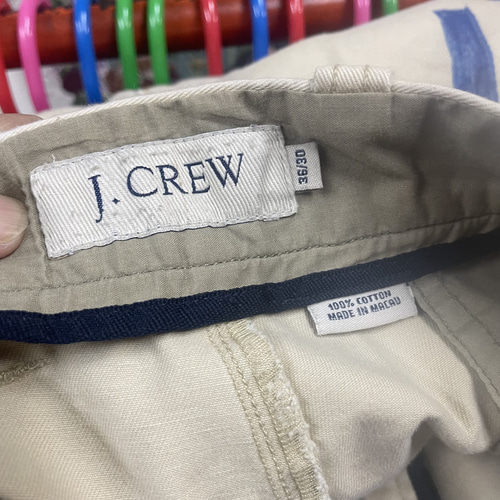 J. CREW
36/30
100% COTTON
MADE IN MACAU